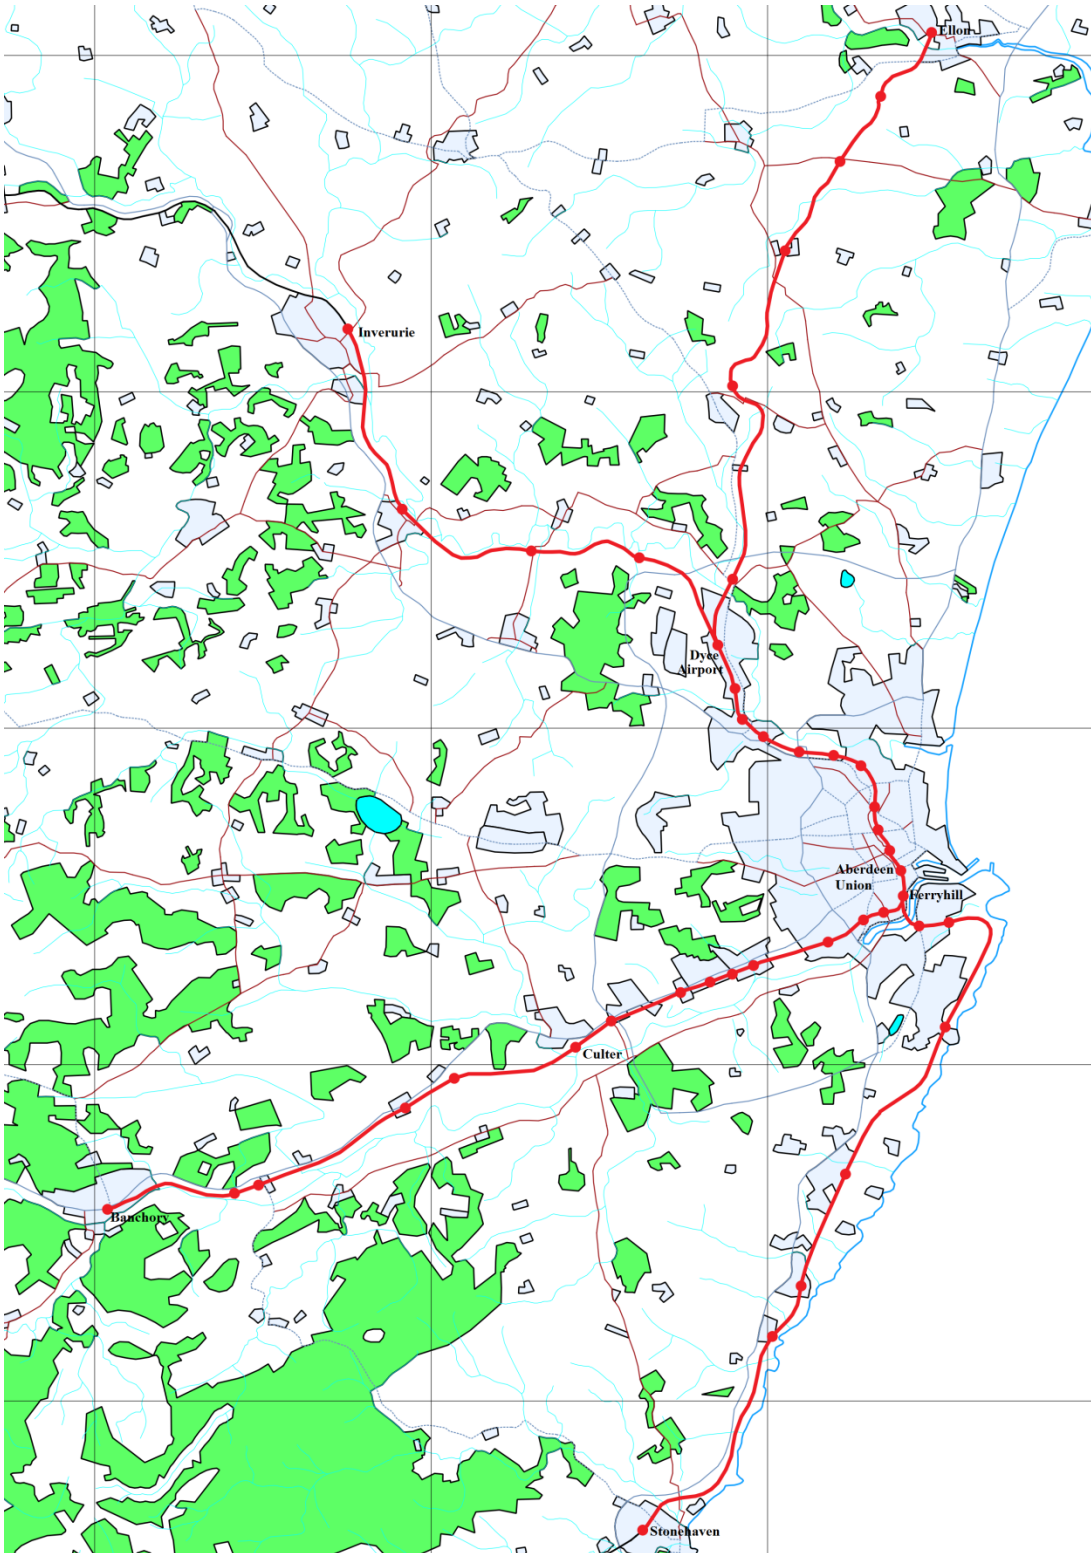 Ellon
Inverurie
Dyce
Airport
Aberdeen
Union
Ferryhill
Culter
Banchory
Stonehaven